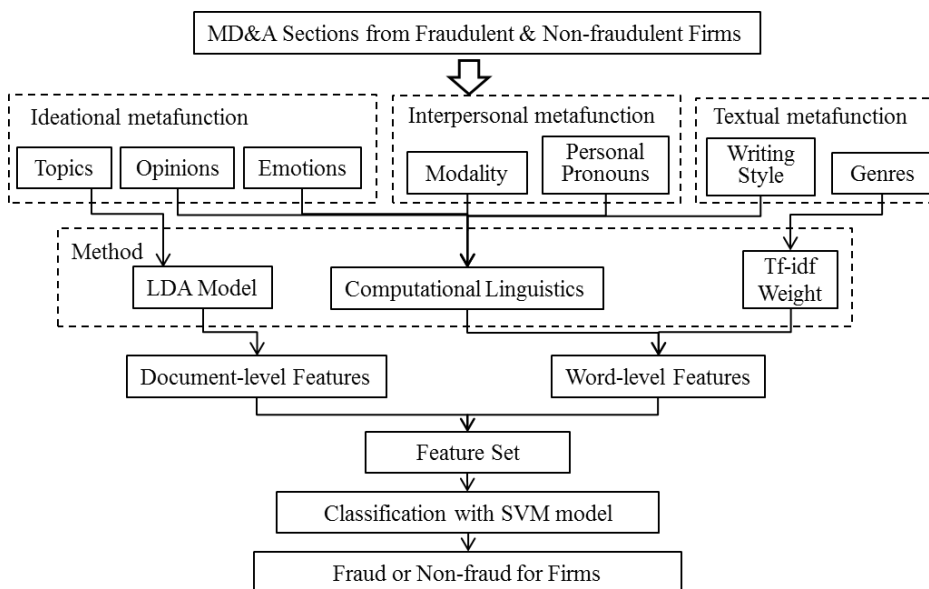 MD&A Sections from Fraudulent & Non-fraudulent Firms
Ideational metafunction
Topics
Opinions
Emotions
Interpersonal metafunction
Modality
Personal
Pronouns
Textual metafunction
Writing
Style
Genres
Method
LDA Model
Computational Linguistics
Tf-idf
Weight
Document-level Features
Word-level Features
Feature Set
Classification with SVM model
Fraud or Non-fraud for Firms